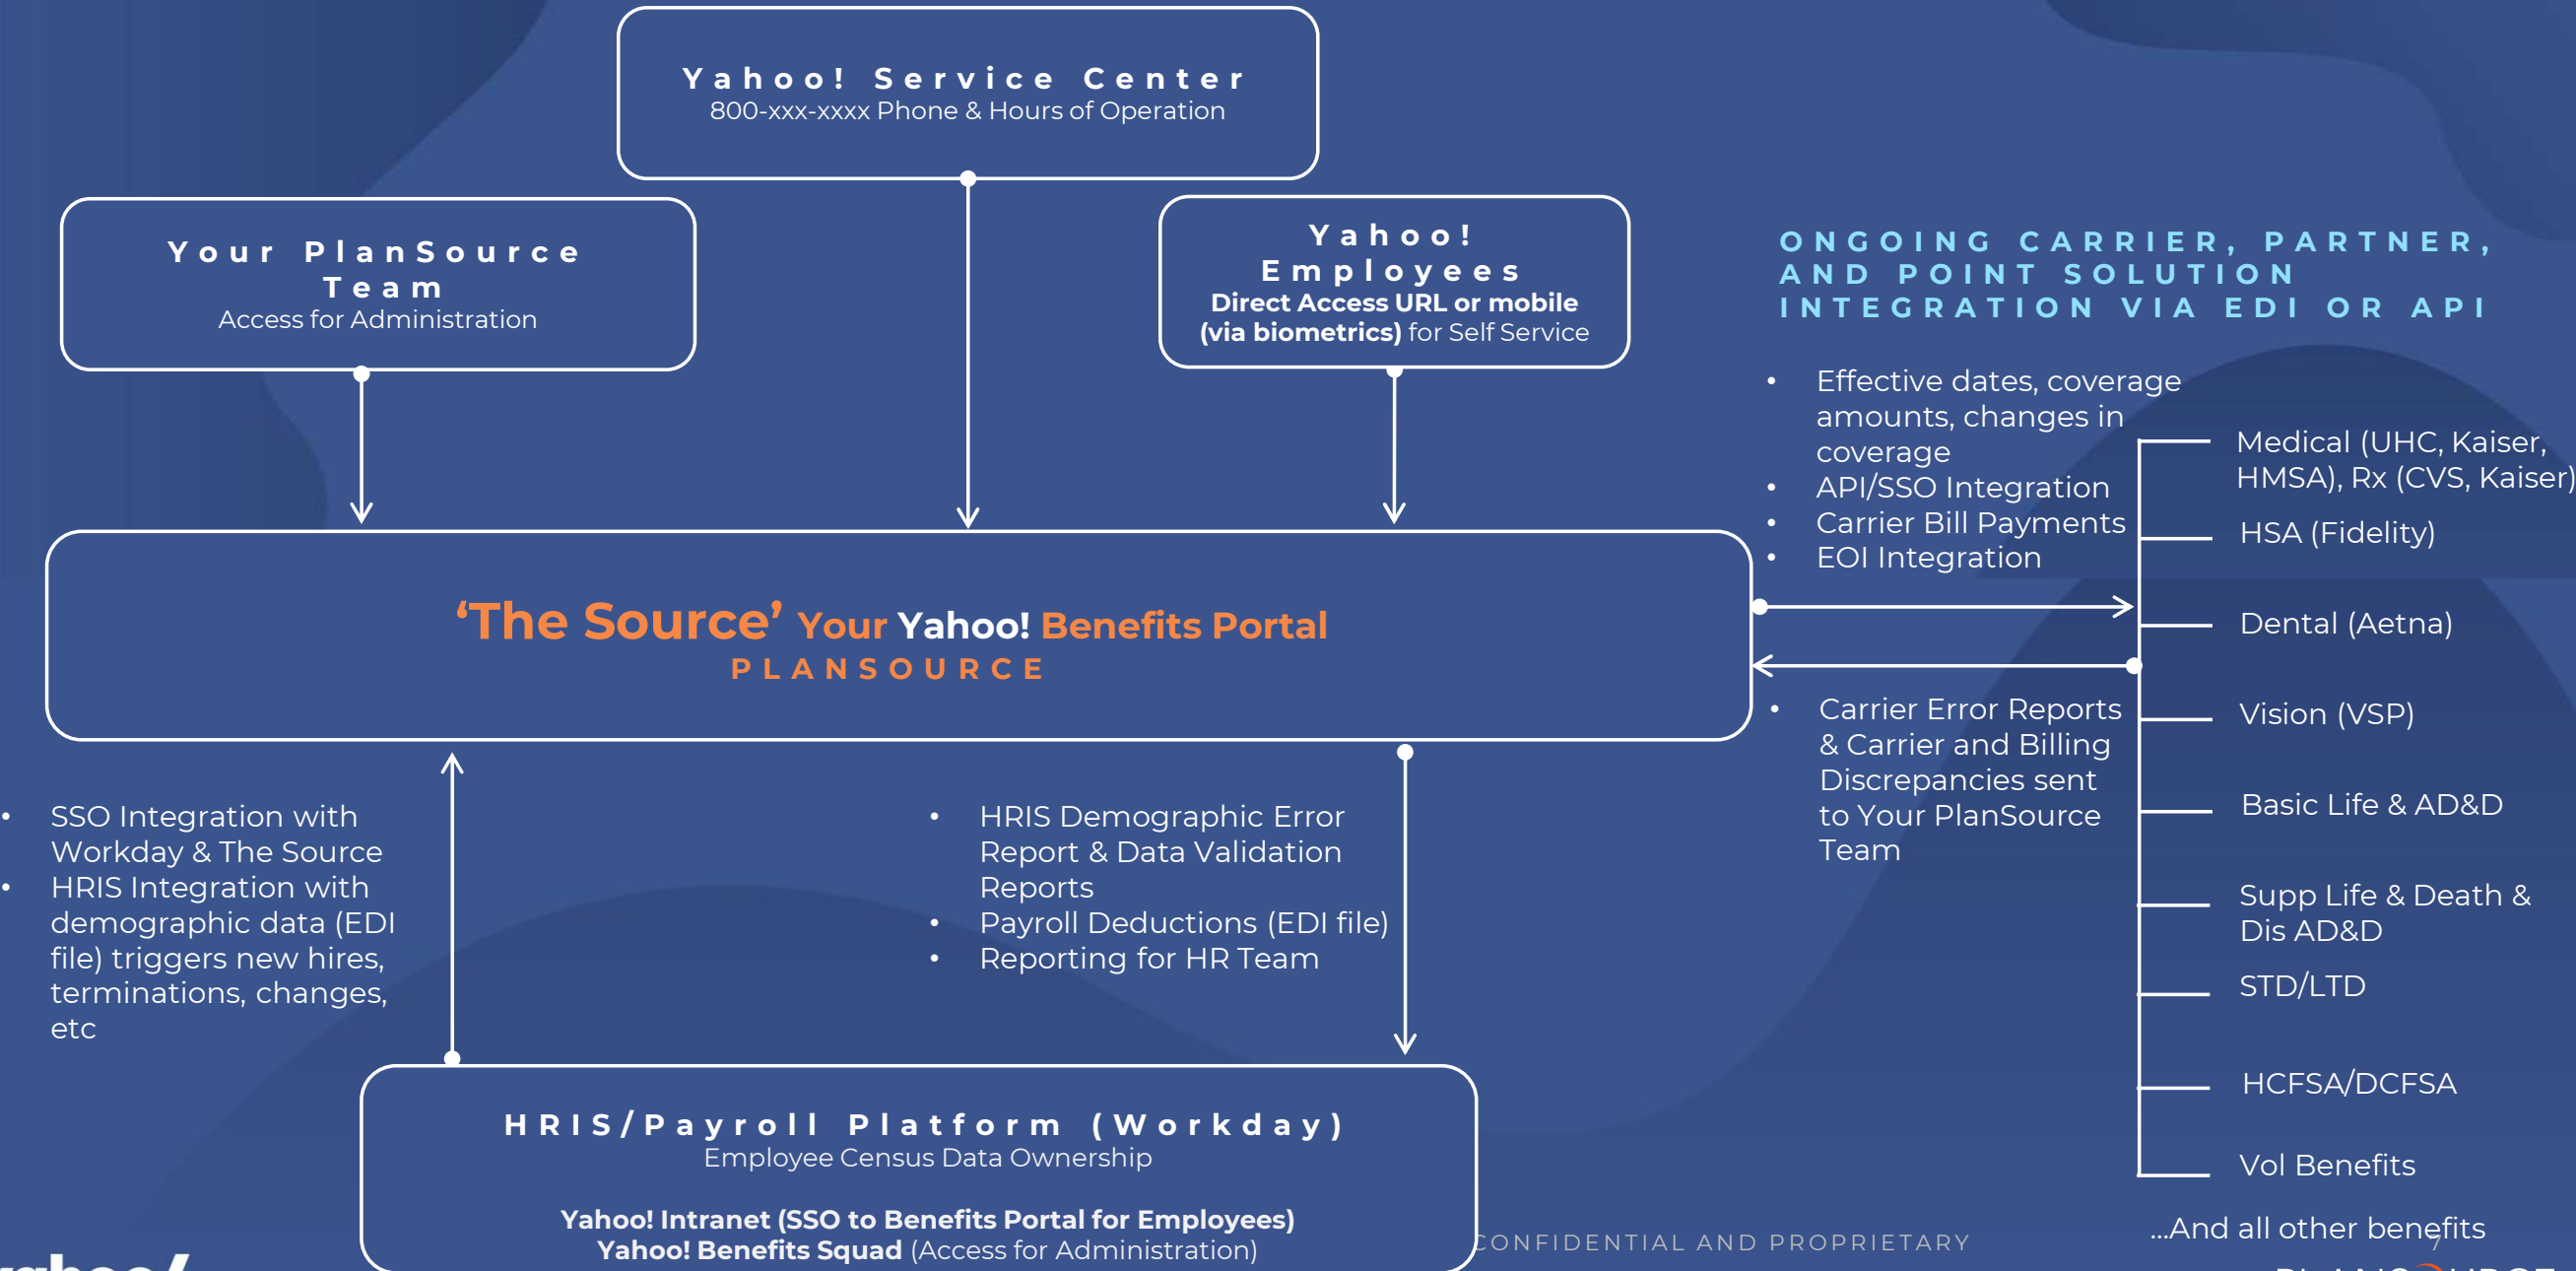 Yahoo! Service Center
800-xxx-xxxx Phone & Hours of Operation
Your PlanSource
Team
Access for Administration
Yahoo!
Employees
Direct Access URL or mobile
(via biometrics) for Self Service
ONGOING CARRIER, PARTNER,
AND POINT SOLUTION
INTEGRATION VIA EDI OR API
• Effective dates, coverage
amounts, changes in
coverage
• API/SSO Integration
• Carrier Bill Payments
• EOI Integration
‘The Source’ Your Yahoo! Benefits Portal
PLANSOURCE
• Carrier Error Reports
& Carrier and Billing
Discrepancies sent
to Your PlanSource
Team
Medical (UHC, Kaiser,
HMSA), Rx (CVS, Kaiser)
HSA (Fidelity)
Dental (Aetna)
Vision (VSP)
Basic Life & AD&D
Supp Life & Death &
Dis AD&D
STD/LTD
HCFSA/DCFSA
Vol Benefits
...And all other benefits
• SSO Integration with
Workday & The Source
• HRIS Integration with
demographic data (EDI
file) triggers new hires,
terminations, changes,
etc
• HRIS Demographic Error
Report & Data Validation
Reports
• Payroll Deductions (EDI file)
• Reporting for HR Team
HRIS/Payroll Platform (Workday)
Employee Census Data Ownership
Yahoo! Intranet (SSO to Benefits Portal for Employees)
Yahoo! Benefits Squad (Access for Administration)
CONFIDENTIAL AND PROPRIETARY
7
yahoo!
PLANSOURCE